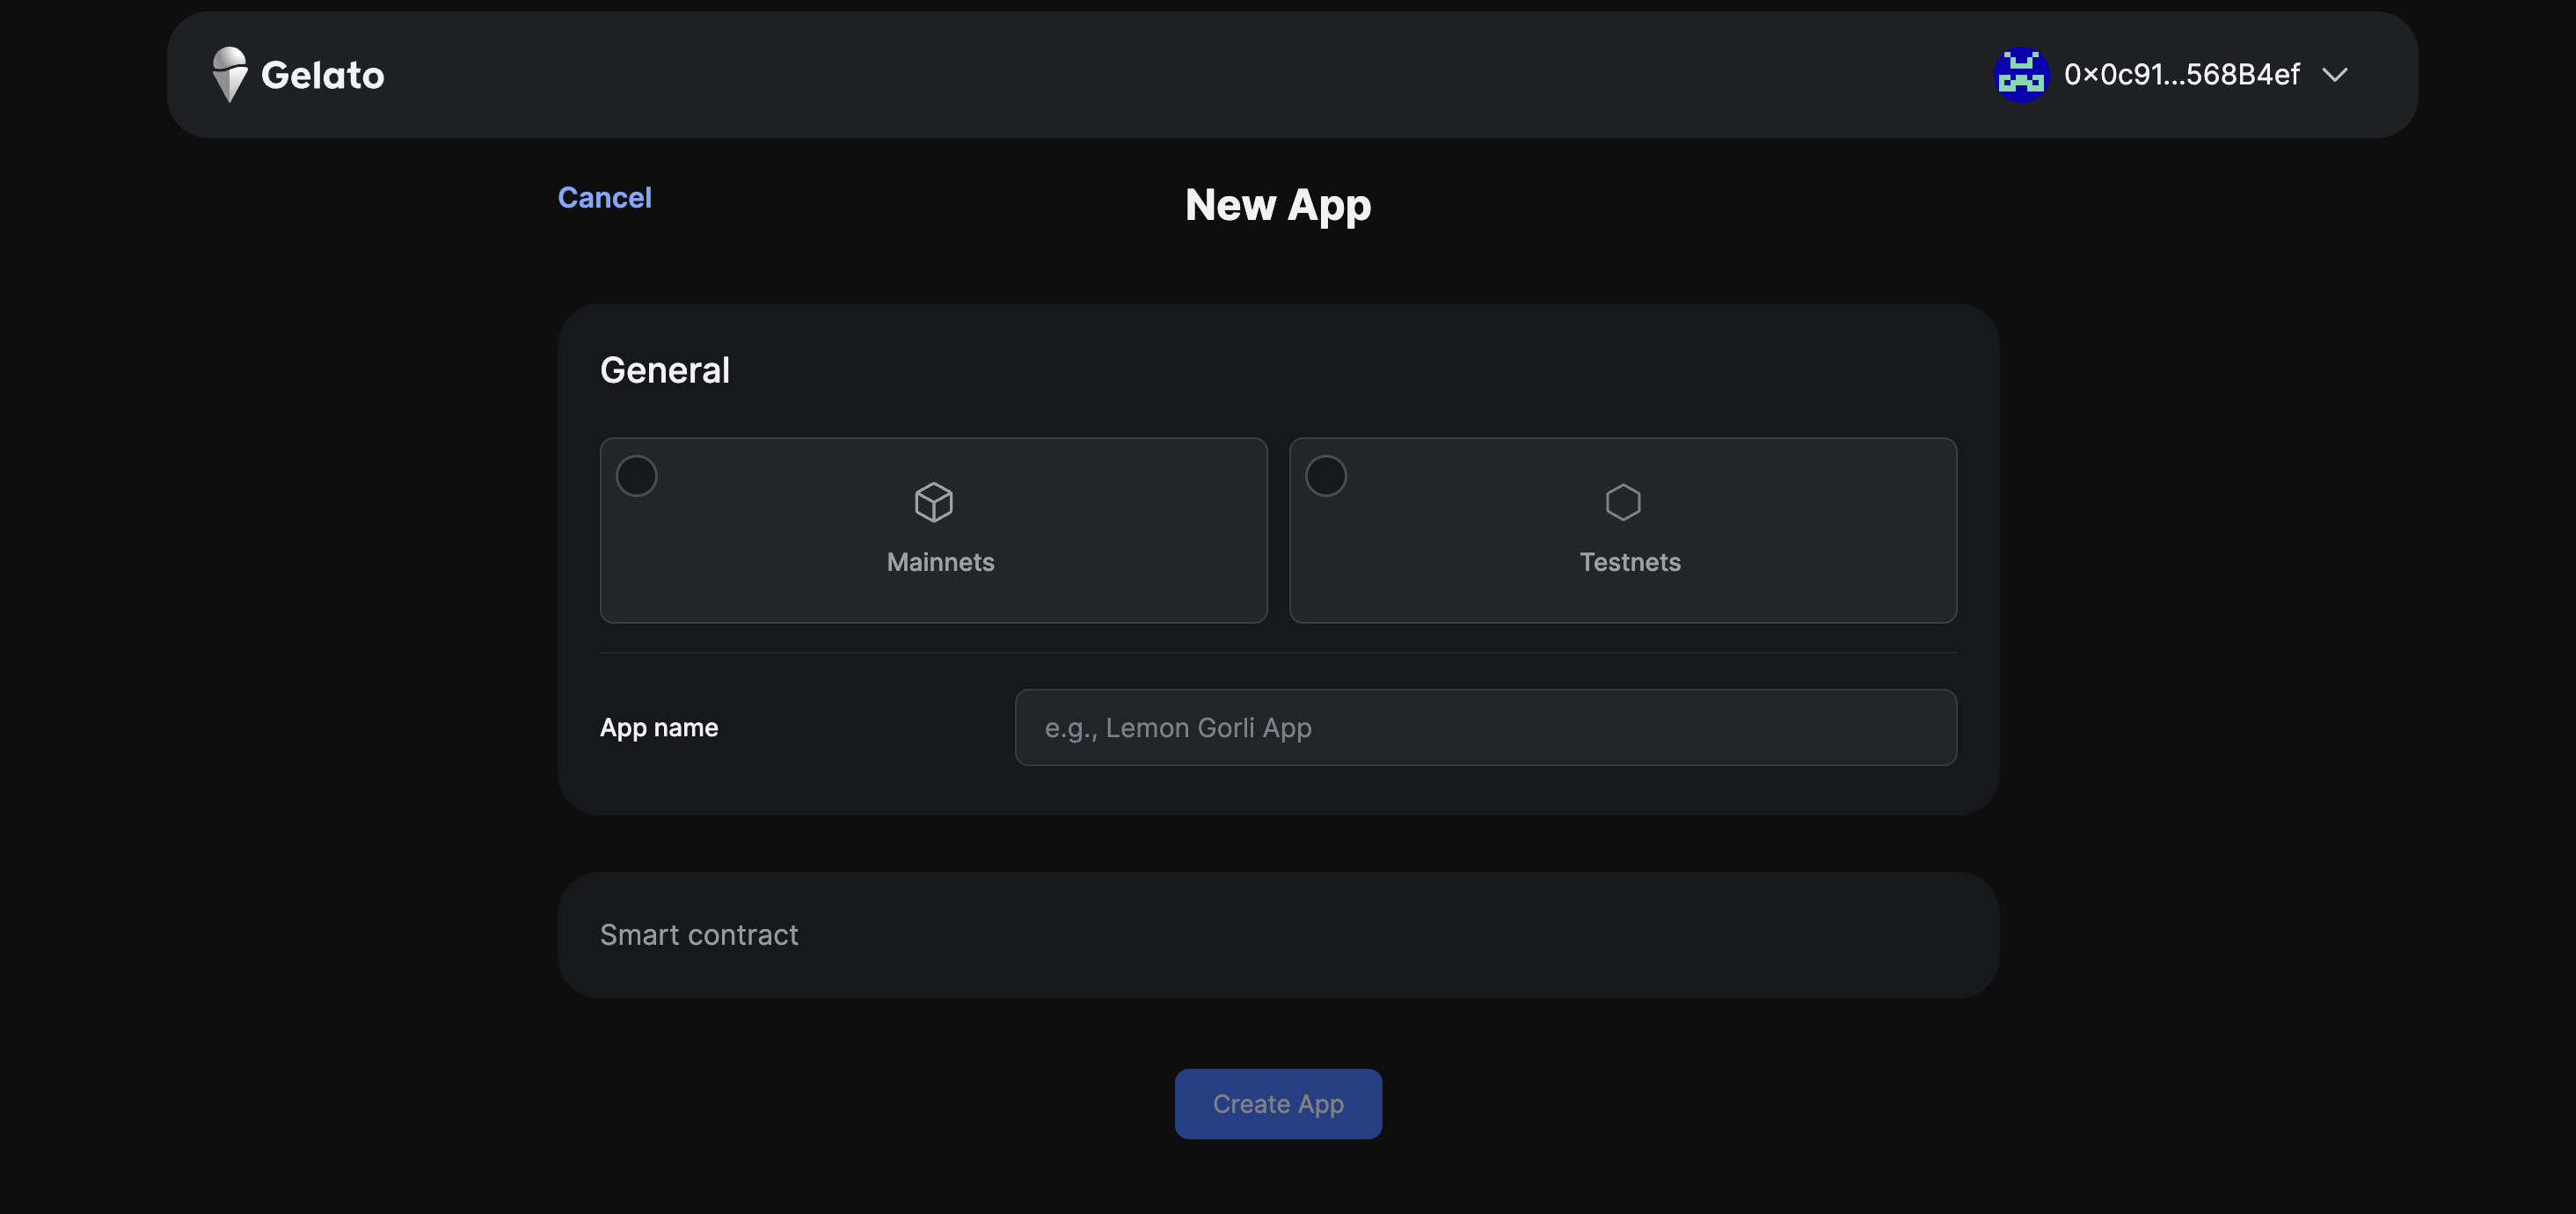 Gelato
0×0c91...568B4ef
Cancel
New App
General
Mainnets
Testnets
App name
e.g., Lemon Gorli App
Smart contract
Create App